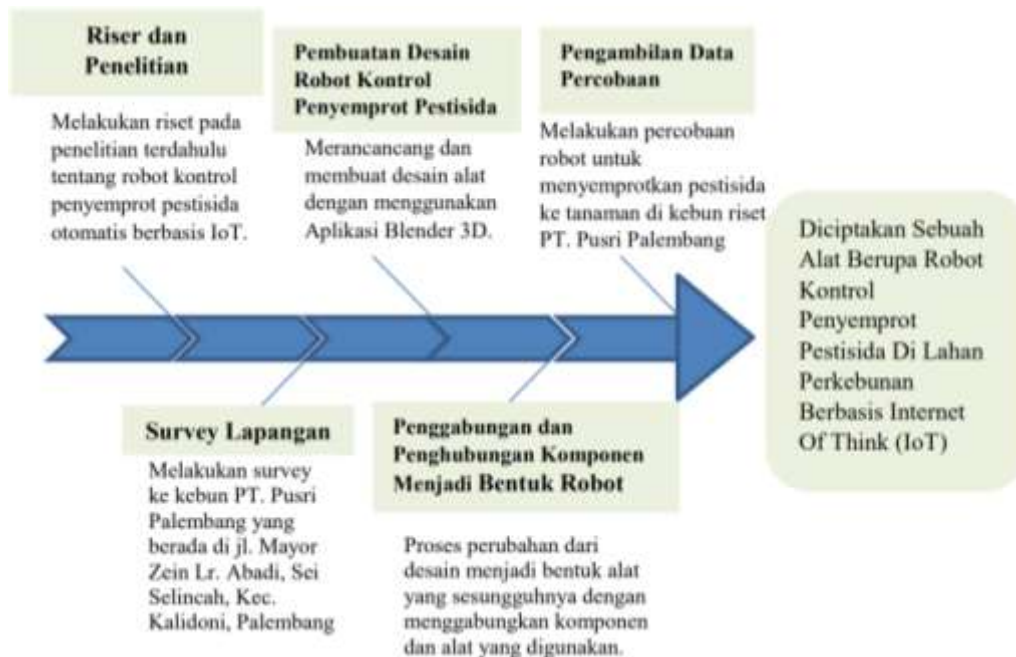 Riser dan
Penelitian
Melakukan riset pada
penelitian terdahulu
tentang robot kontrol
penyemprot pestisida
otomatis berbasis IoT.
Pembuatan Desain
Robot Kontrol
Penyemprot Pestisida
Merancancang dan
membuat desain alat
dengan menggunakan
Aplikasi Blender 3D.
Pengambilan Data
Percobaan
Melakukan percobaan
robot untuk
menyemprotkan pestisida
ke tanaman di kebun riset
PT. Pusri Palembang
Survey Lapangan
Melakukan survey
ke kebun PT. Pusri
Palembang yang
berada di jl. Mayor
Zein Lr. Abadi, Sei
Selincah, Kec.
Kalidoni, Palembang
Penggabungan dan
Penghubungan Komponen
Menjadi Bentuk Robot
Proses perubahan dari
desain menjadi bentuk alat
yang sesungguhnya dengan
menggabungkan komponen
dan alat yang digunakan.
Diciptakan Sebuah
Alat Berupa Robot
Kontrol
Penyemprot
Pestisida Di Lahan
Perkebunan
Berbasis Internet
Of Think (IoT)